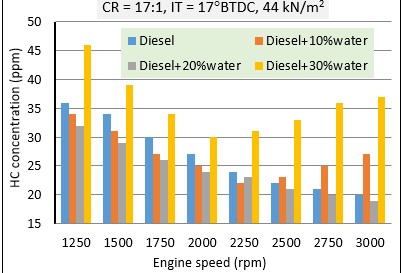 CR = 17:1, IT = 17°BTDC, 44 kN/m²
Diesel
Diesel+10%water
Diesel+20%water
Diesel+30%water
HC concentration (ppm)
50
45
40
35
30
25
20
15
1250 1500 1750 2000 2250 2500 2750 3000
Engine speed (rpm)